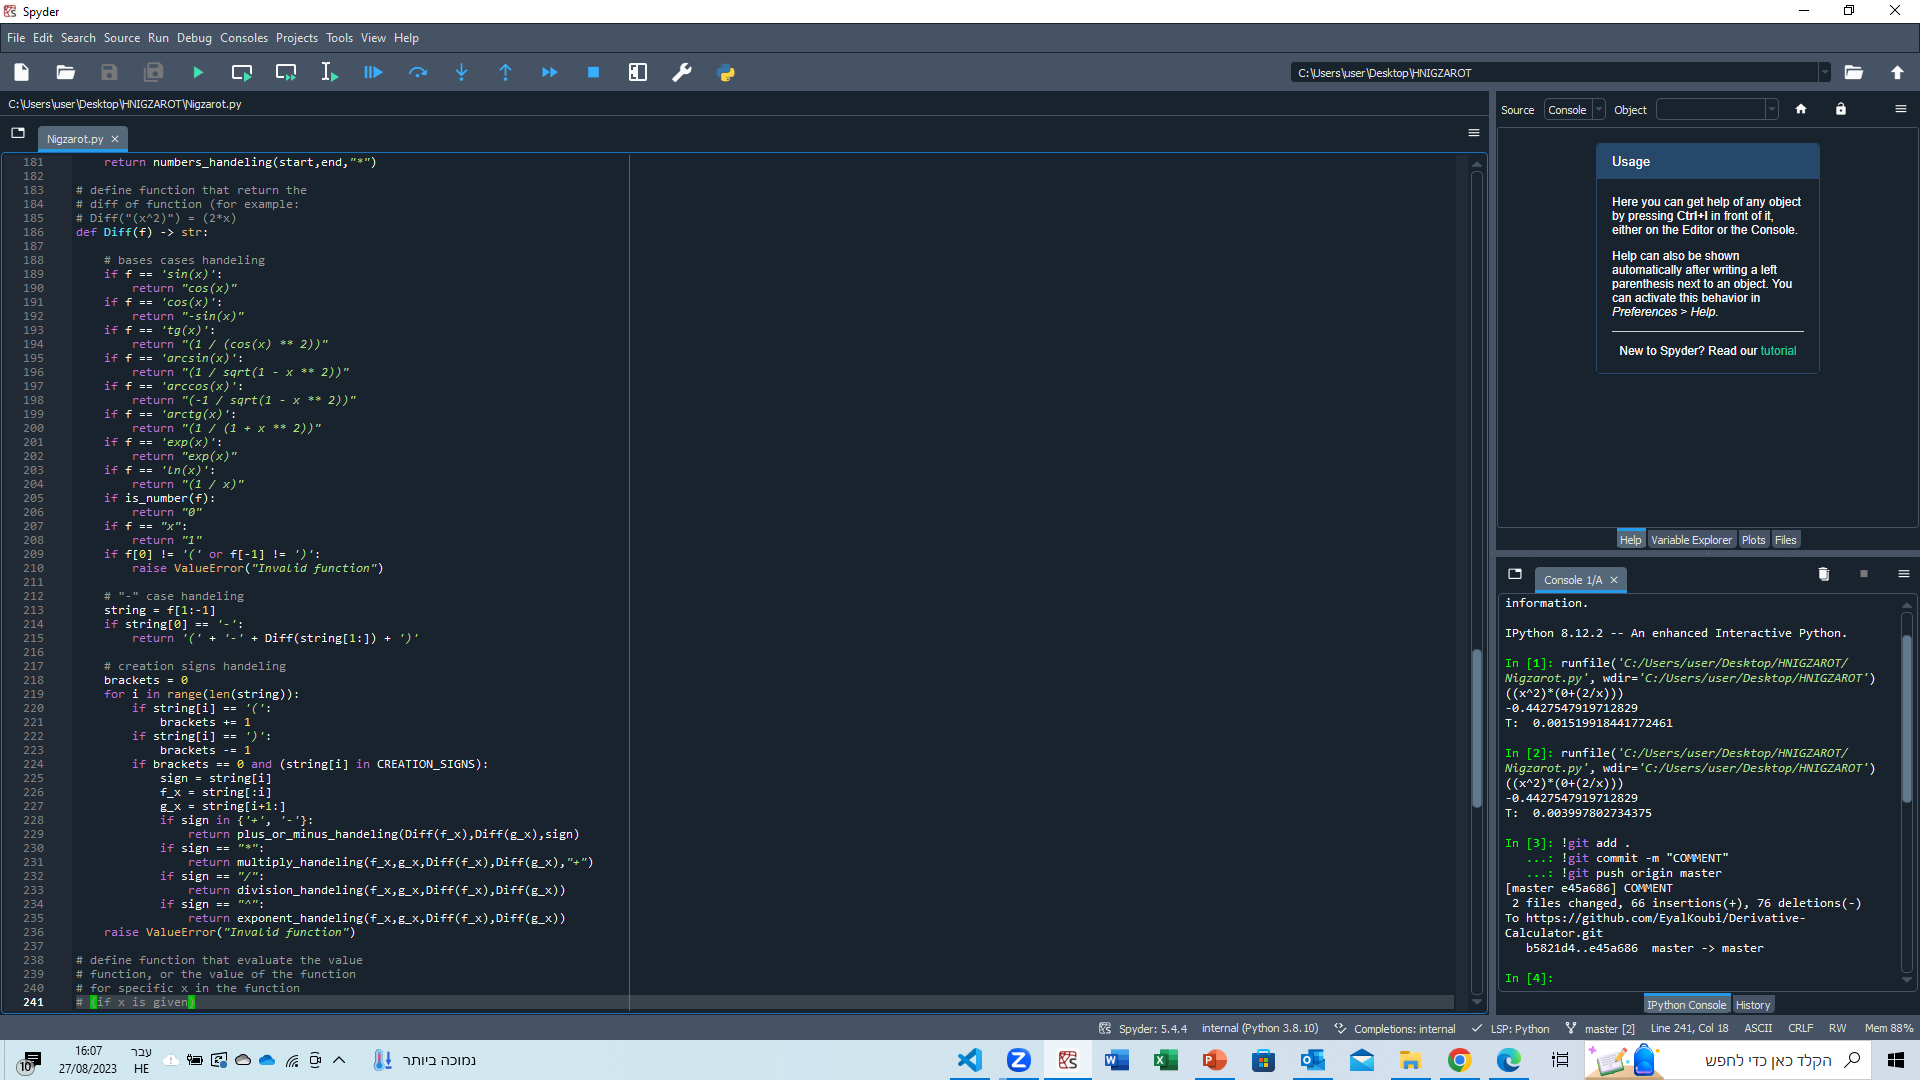 Spyder
File Edit Search Source Run Debug Consoles Projects Tools View Help
C:\Users\user\Desktop\HNIGZAROT
C:\Users\user\Desktop\HNIGZAROT\Nigzarot.py
Nigzarot.py
181 return numbers_handeling(start,end,"*")
182
183 # define function that return the
184 # diff of function (for example:
185 # Diff("(x^2)") = (2*x)
186 def Diff(f) -> str:
187
188 # bases cases handeling
189 if f == 'sin(x)':
190 return "cos(x)"
191 if f == 'cos(x)':
192 return "-sin(x)"
193 if f == 'tg(x)':
194 return "(1 / (cos(x) ** 2))"
195 if f == 'arcsin(x)':
196 return "(1 / sqrt(1 - x ** 2))"
197 if f == 'arccos(x)':
198 return "(-1 / sqrt(1 - x ** 2))"
199 if f == 'arctg(x)':
200 return "(1 / (1 + x ** 2))"
201 if f == 'exp(x)':
202 return "exp(x)"
203 if f == 'ln(x)':
204 return "(1 / x)"
205 if is_number(f):
206 return "0"
207 if f == "x":
208 return "1"
209 if f[0] != '(' or f[-1] != ')':
210 raise ValueError("Invalid function")
211
212 # "-" case handeling
213 string = f[1:-1]
214 if string[0] == '-':
215 return '(' + '-' + Diff(string[1:]) + ')'
216
217 # creation signs handeling
218 brackets = 0
219 for i in range(len(string)):
220 if string[i] == '(':
221 brackets += 1
222 if string[i] == ')':
223 brackets -= 1
224 if brackets == 0 and (string[i] in CREATION_SIGNS):
225 sign = string[i]
226 f_x = string[:i]
227 g_x = string[i+1:]
228 if sign in {'+', '-'}:
229 return plus_or_minus_handeling(Diff(f_x),Diff(g_x),sign)
230 if sign == "*":
231 return multiply_handeling(f_x,g_x,Diff(f_x),Diff(g_x),"+")
232 if sign == "/":
233 return division_handeling(f_x,g_x,Diff(f_x),Diff(g_x))
234 if sign == "^":
235 return exponent_handeling(f_x,g_x,Diff(f_x),Diff(g_x))
236 raise ValueError("Invalid function")
237
238 # define function that evaluate the value
239 # function, or the value of the function
240 # for specific x in the function
241 # (if x is given)
Source Console Object
Usage
Here you can get help of any object
by pressing Ctrl+I in front of it,
either on the Editor or the Console.
Help can also be shown
automatically after writing a left
parenthesis next to an object. You
can activate this behavior in
Preferences > Help.
New to Spyder? Read our tutorial
Help Variable Explorer Plots Files
Console 1/A
information.
IPython 8.12.2 -- An enhanced Interactive Python.
In [1]: runfile('C:/Users/user/Desktop/HNIGZAROT/
Nigzarot.py', wdir='C:/Users/user/Desktop/HNIGZAROT')
((x^2)*(0+(2/x)))
-0.4427547919712829
T:  0.001519918441772461
In [2]: runfile('C:/Users/user/Desktop/HNIGZAROT/
Nigzarot.py', wdir='C:/Users/user/Desktop/HNIGZAROT')
((x^2)*(0+(2/x)))
-0.4427547919712829
T:  0.003997802734375
In [3]: !git add .
...: !git commit -m "COMMENT"
...: !git push origin master
[master e45a686] COMMENT
2 files changed, 66 insertions(+), 76 deletions(-)
To https://github.com/EyalKoubi/Derivative-
Calculator.git
b5821d4..e45a686  master -> master
In [4]:
IPython Console History
Spyder: 5.4.4 internal (Python 3.8.10) Completions: internal LSP: Python master [2] Line 241, Col 18 ASCII CRLF RW Mem 88%
10
16:07
27/08/2023
עבר
HE
נמוכה ביותר
הקלד כאן כדי לחפש